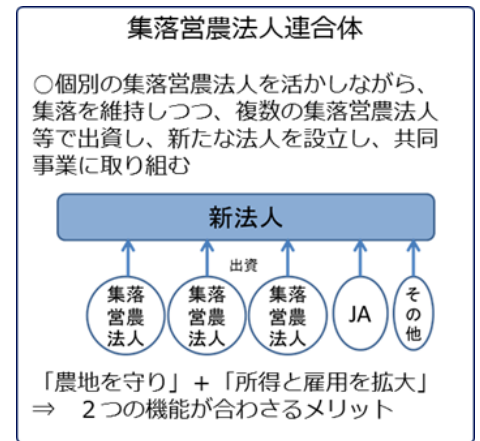 集落営農法人連合体
○個別の集落営農法人を活かしながら、
集落を維持しつつ、複数の集落営農法人
等で出資し、新たな法人を設立し、共同
事業に取り組む
新法人
出資
集落
営農
法人
集落
営農
法人
集落
営農
法人
JA
その他
「農地を守り」+「所得と雇用を拡大」
⇒ 2つの機能が合わさるメリット